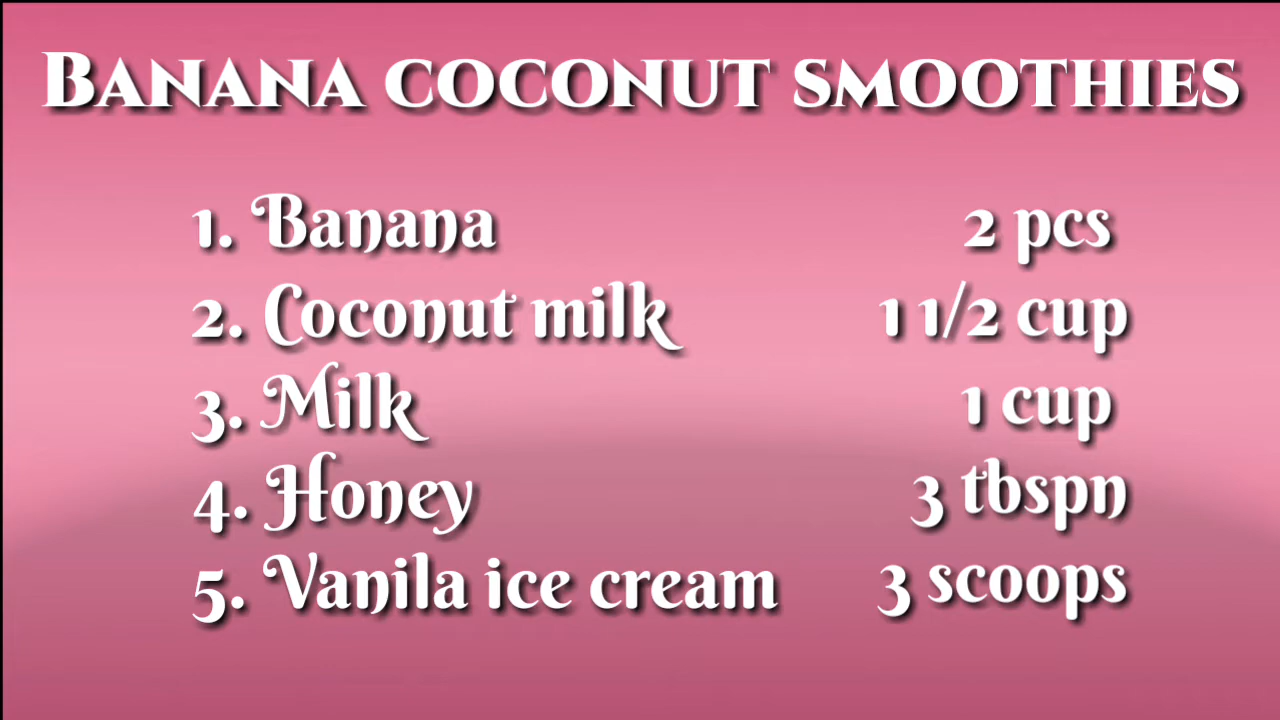 BANANA COCONUT SMOOTHIES
1. Banana 2 pcs
2. Coconut milk 1 1/2 cup
3. Milk 1 cup
4. Honey 3 tbspn
5. Vanila ice cream 3 scoops